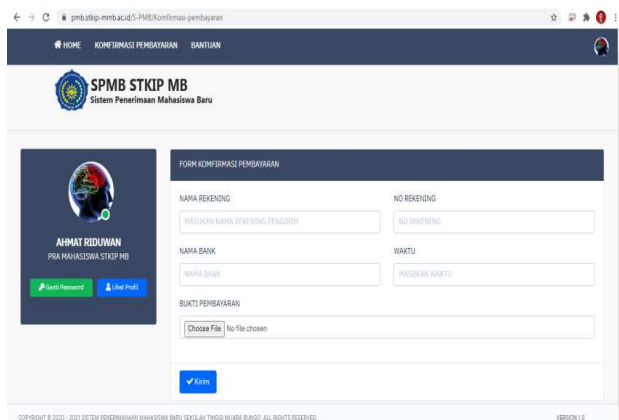 pmb.stkip-mmb.ac.id/S-PMB/Komfirmasi-pembayaran
HOME KOMFIRMASI PEMBAYARAN BANTUAN
SPMB STKIP MB
Sistem Penerimaan Mahasiswa Baru
AHMAT RIDUWAN
PRA MAHASISWA STKIP MB
Ganti Password Lihat Profil
FORM KOMFIRMASI PEMBAYARAN
NAMA REKENING NO REKENING
MASUKAN NAMA REKENING PENGIRIM NO REKENING
NAMA BANK WAKTU
NAMA BANK MASUKAN WAKTU
BUKTI PEMBAYARAN
Choose File No file chosen
Kirim
COPYRIGHT © 2020 - 2021 SISTEM PENERIMAHAAN MAHASISWA BARU SEKOLAH TINGGI MUARA BUNGO. ALL RIGHTS RESERVED. VERSION 1.0